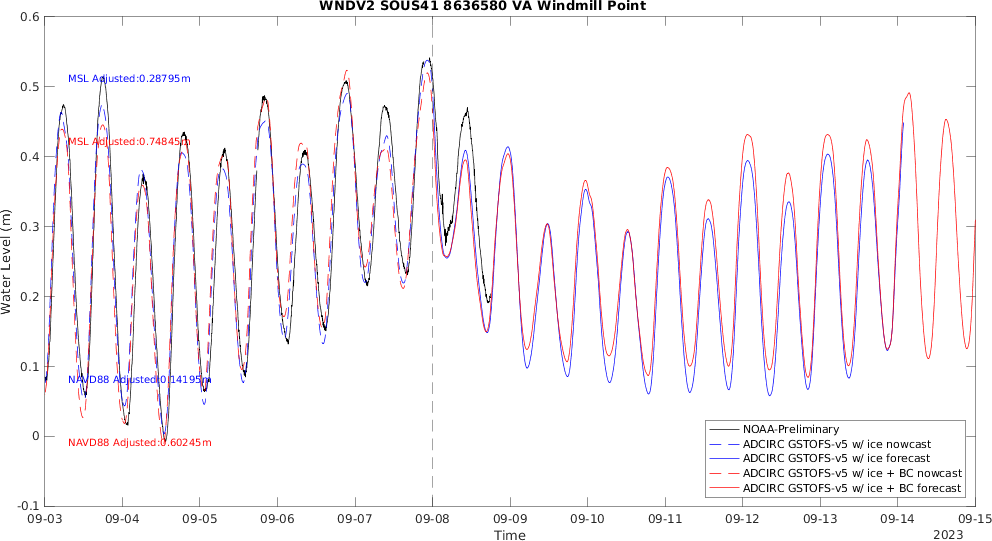 WNDV2 SOUS41 8636580 VA Windmill Point
0.6
0.5
0.4
0.3
0.2
0.1
0
-0.1
Water Level (m)
MSL Adjusted:0.28795m
MSL Adjusted:0.74845m
NAVD88 Adjusted:0.14195m
NAVD88 Adjusted:0.60245m
NOAA-Preliminary
ADCIRC GSTOFS-v5 w/ ice nowcast
ADCIRC GSTOFS-v5 w/ ice forecast
ADCIRC GSTOFS-v5 w/ ice + BC nowcast
ADCIRC GSTOFS-v5 w/ ice + BC forecast
09-03 09-04 09-05 09-06 09-07 09-08 09-09 09-10 09-11 09-12 09-13 09-14 09-15
Time
2023